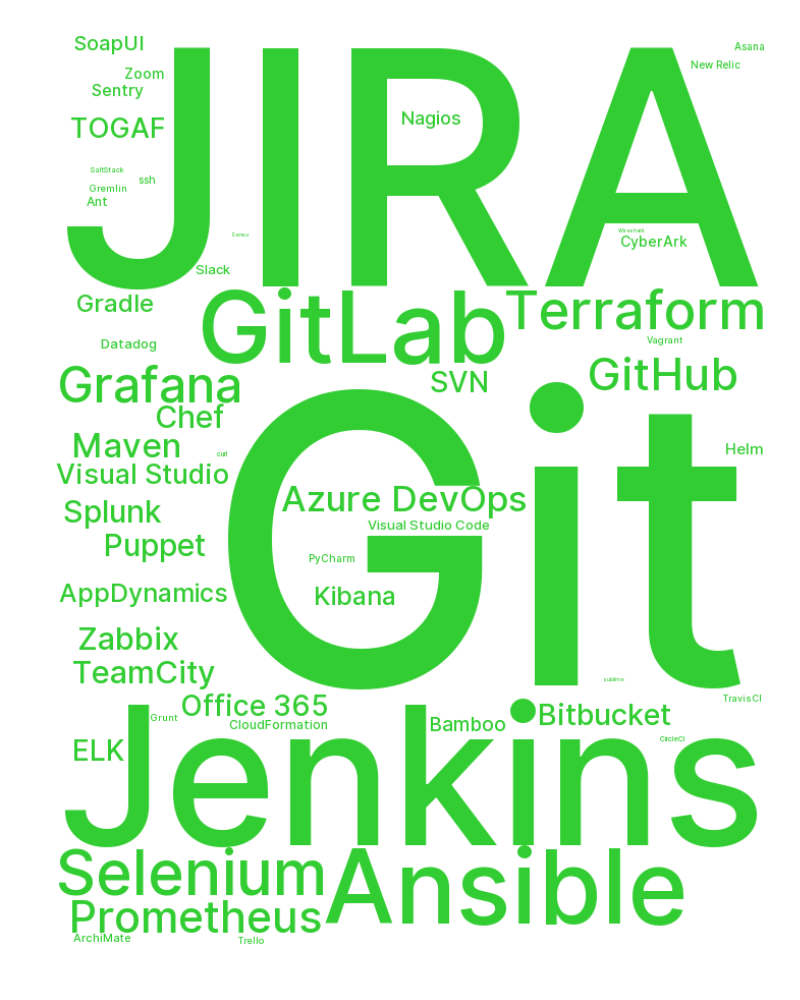 SoapUI
Asana
JIRA
New Relic
Zoom
Sentry
Nagios
TOGAF
SaltStack
ssh
Gremlin
Ant
Wireshark
CyberArk
Slack
Gradle
GitLab
Terraform
Datadog
Vagrant
Grafana
SVN
GitHub
Chef
Git
Maven
curl
Helm
Visual Studio
Azure DevOps
Splunk
Visual Studio Code
Puppet
PyCharm
AppDynamics
Kibana
Zabbix
TeamCity
sublime
Office 365
TravisCI
Grunt
CloudFormation
Bamboo
Bitbucket
ELK
Jenkins
CircleCI
Selenium
Ansible
Prometheus
ArchiMate
Trello